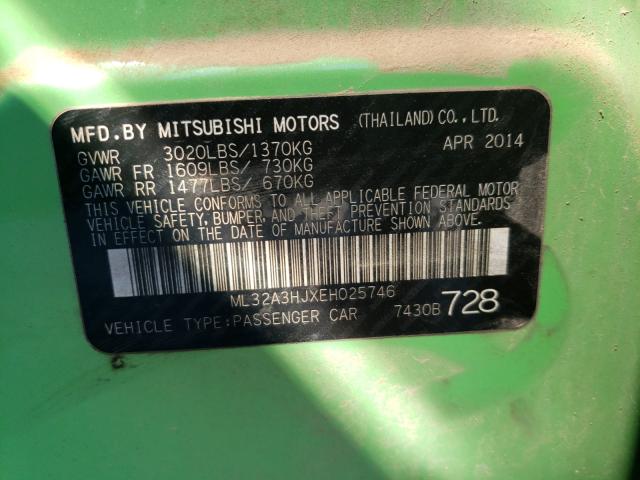 MFD.BY MITSUBISHI MOTORS (THAILAND) CO., LTD.
GVWR 3020LBS/1370KG APR 2014
GAWR FR 1609LBS/ 730KG
GAWR RR 1477LBS/ 670KG
THIS VEHICLE CONFORMS TO ALL APPLICABLE FEDERAL MOTOR
VEHICLE SAFETY, BUMPER, AND THEFT PREVENTION STANDARDS
IN EFFECT ON THE DATE OF MANUFACTURE SHOWN ABOVE.
ML32A3HJXEH025746
VEHICLE TYPE:PASSENGER CAR 7430B 728